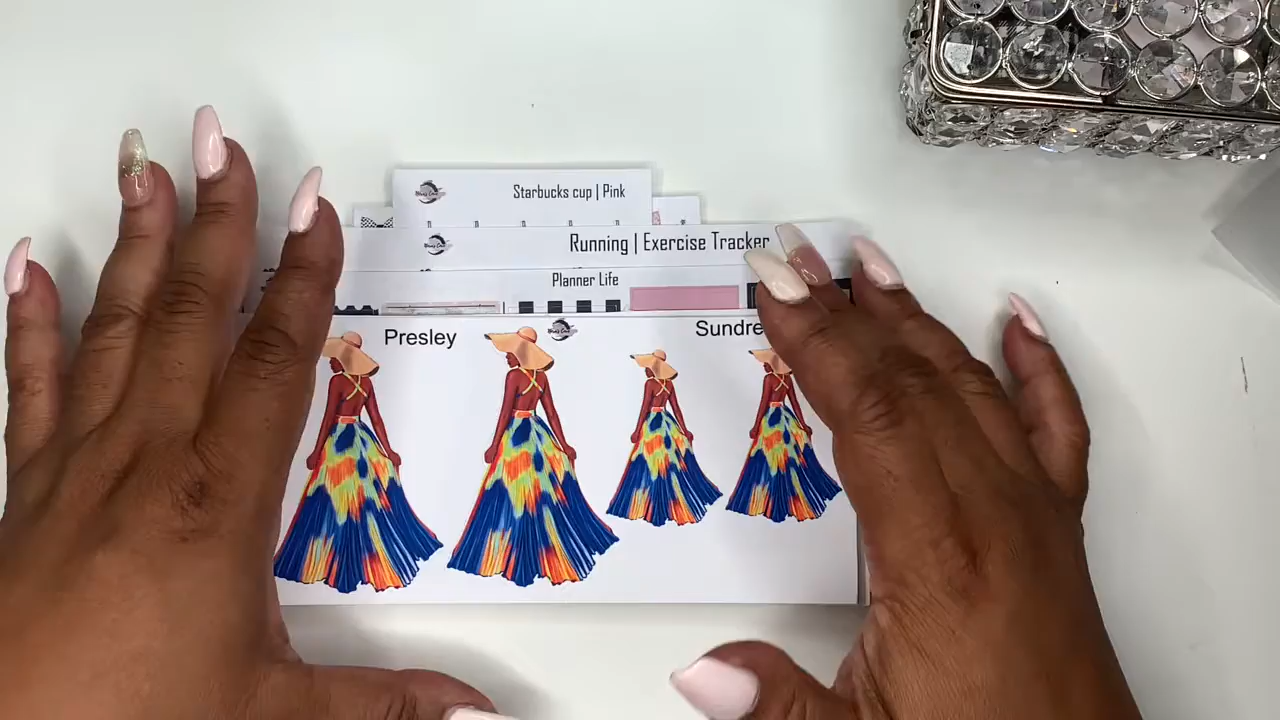 Starbucks cup | Pink
Running | Exercise Tracker
Planner Life
Presley
Sundre